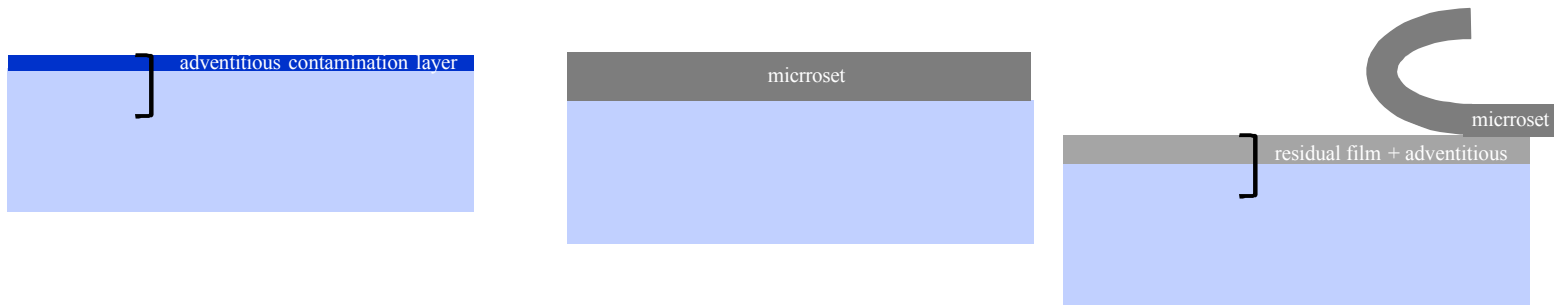 adventitious contamination layer
micrroset
micrroset
residual film + adventitious